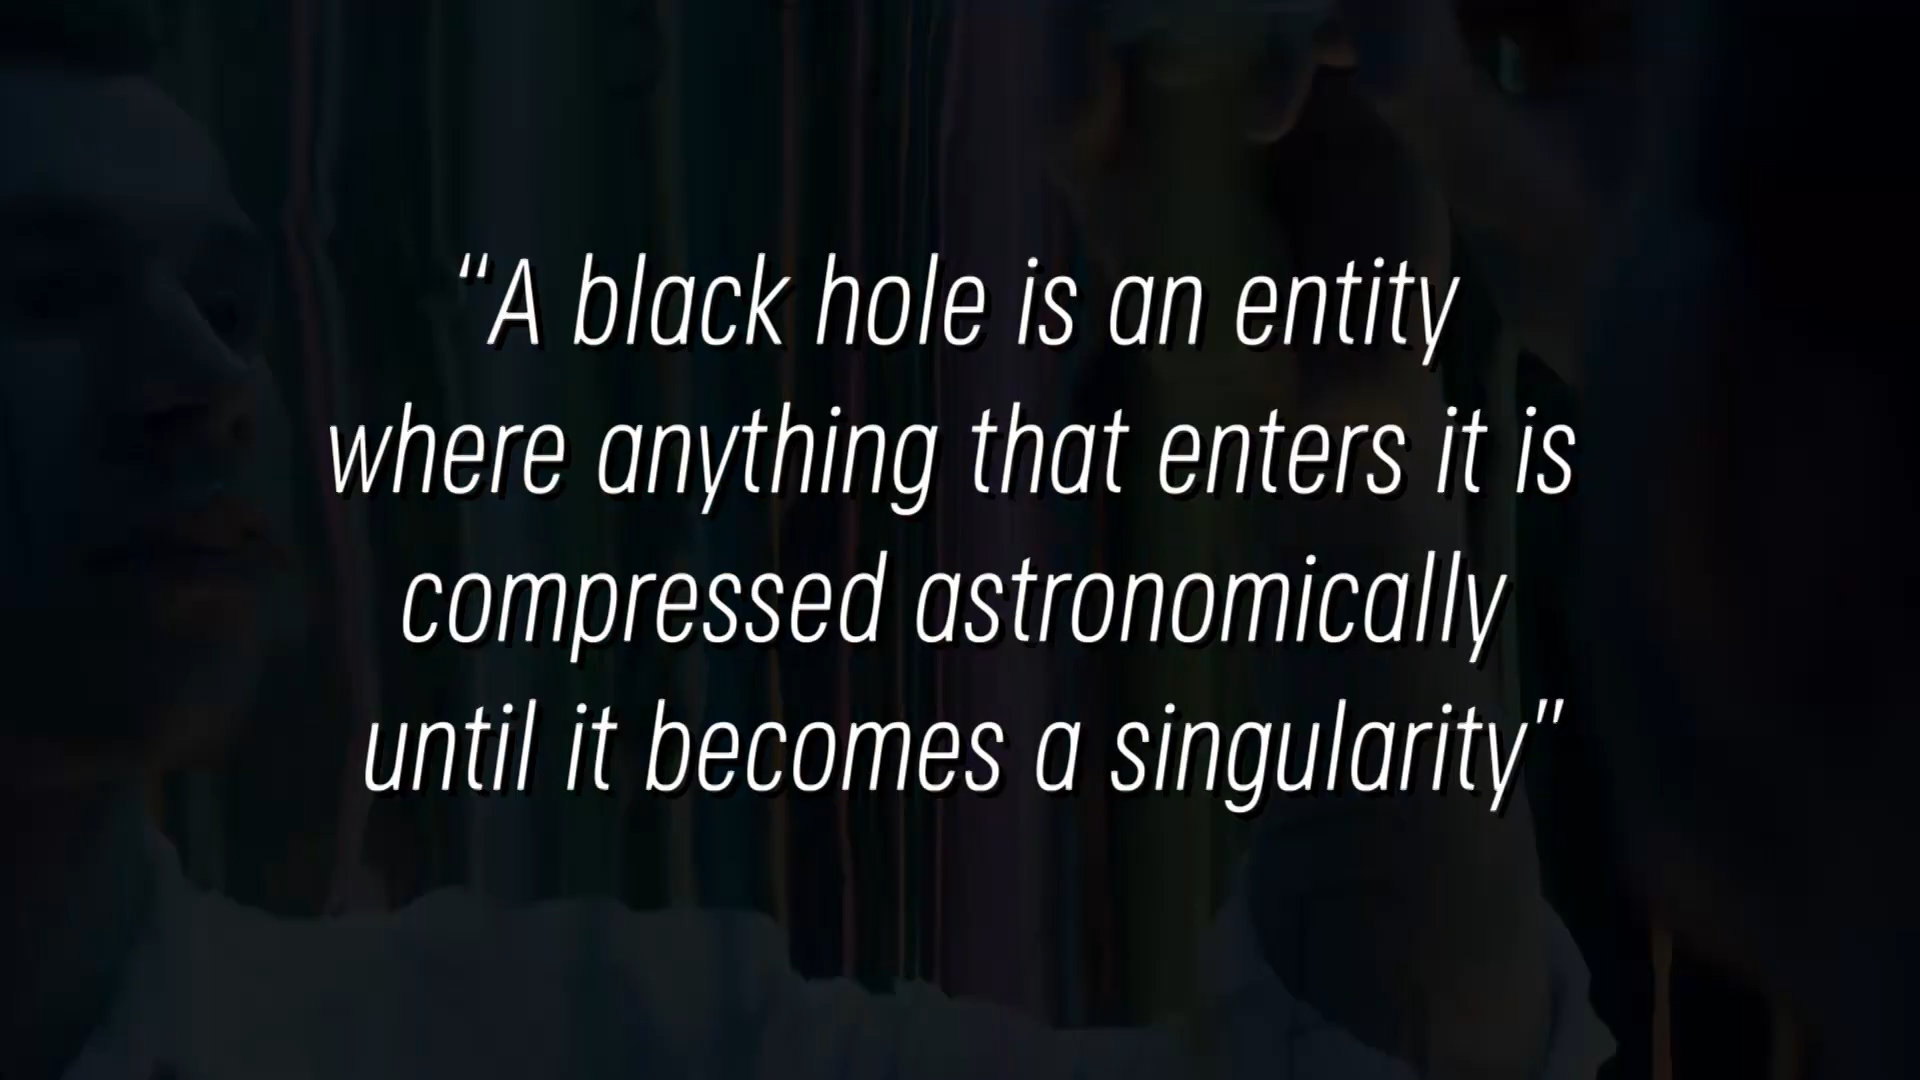 “A black hole is an entity
where anything that enters it is
compressed astronomically
until it becomes a singularity”